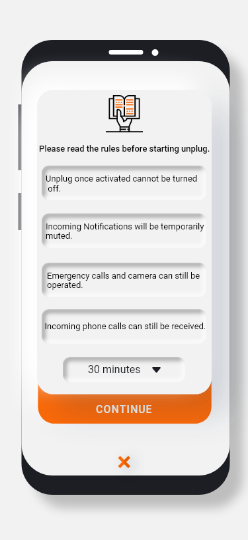 Please read the rules before starting unplug.
Unplug once activated cannot be turned
off.
Incoming Notifications will be temporarily
muted.
Emergency calls and camera can still be
operated.
Incoming phone calls can still be received.
30 minutes
CONTINUE